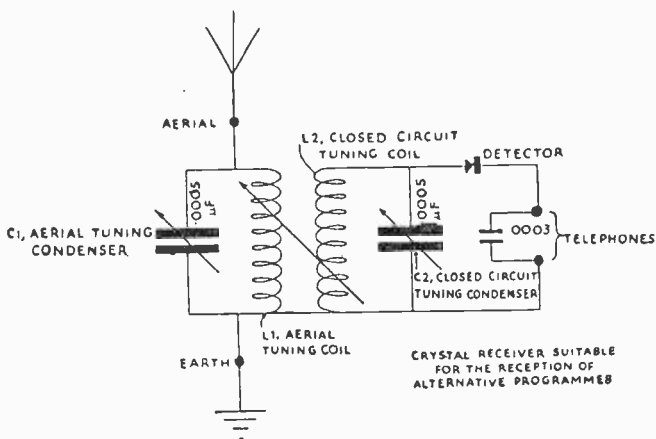 AERIAL
L2, CLOSED CIRCUIT
TUNING COIL
DETECTOR
.0005
µF
.0005
µF
C1, AERIAL TUNING
CONDENSER
.0003
TELEPHONES
C2, CLOSED CIRCUIT
TUNING CONDENSER
L1, AERIAL
TUNING COIL
EARTH
CRYSTAL RECEIVER SUITABLE
FOR THE RECEPTION OF
ALTERNATIVE PROGRAMMES